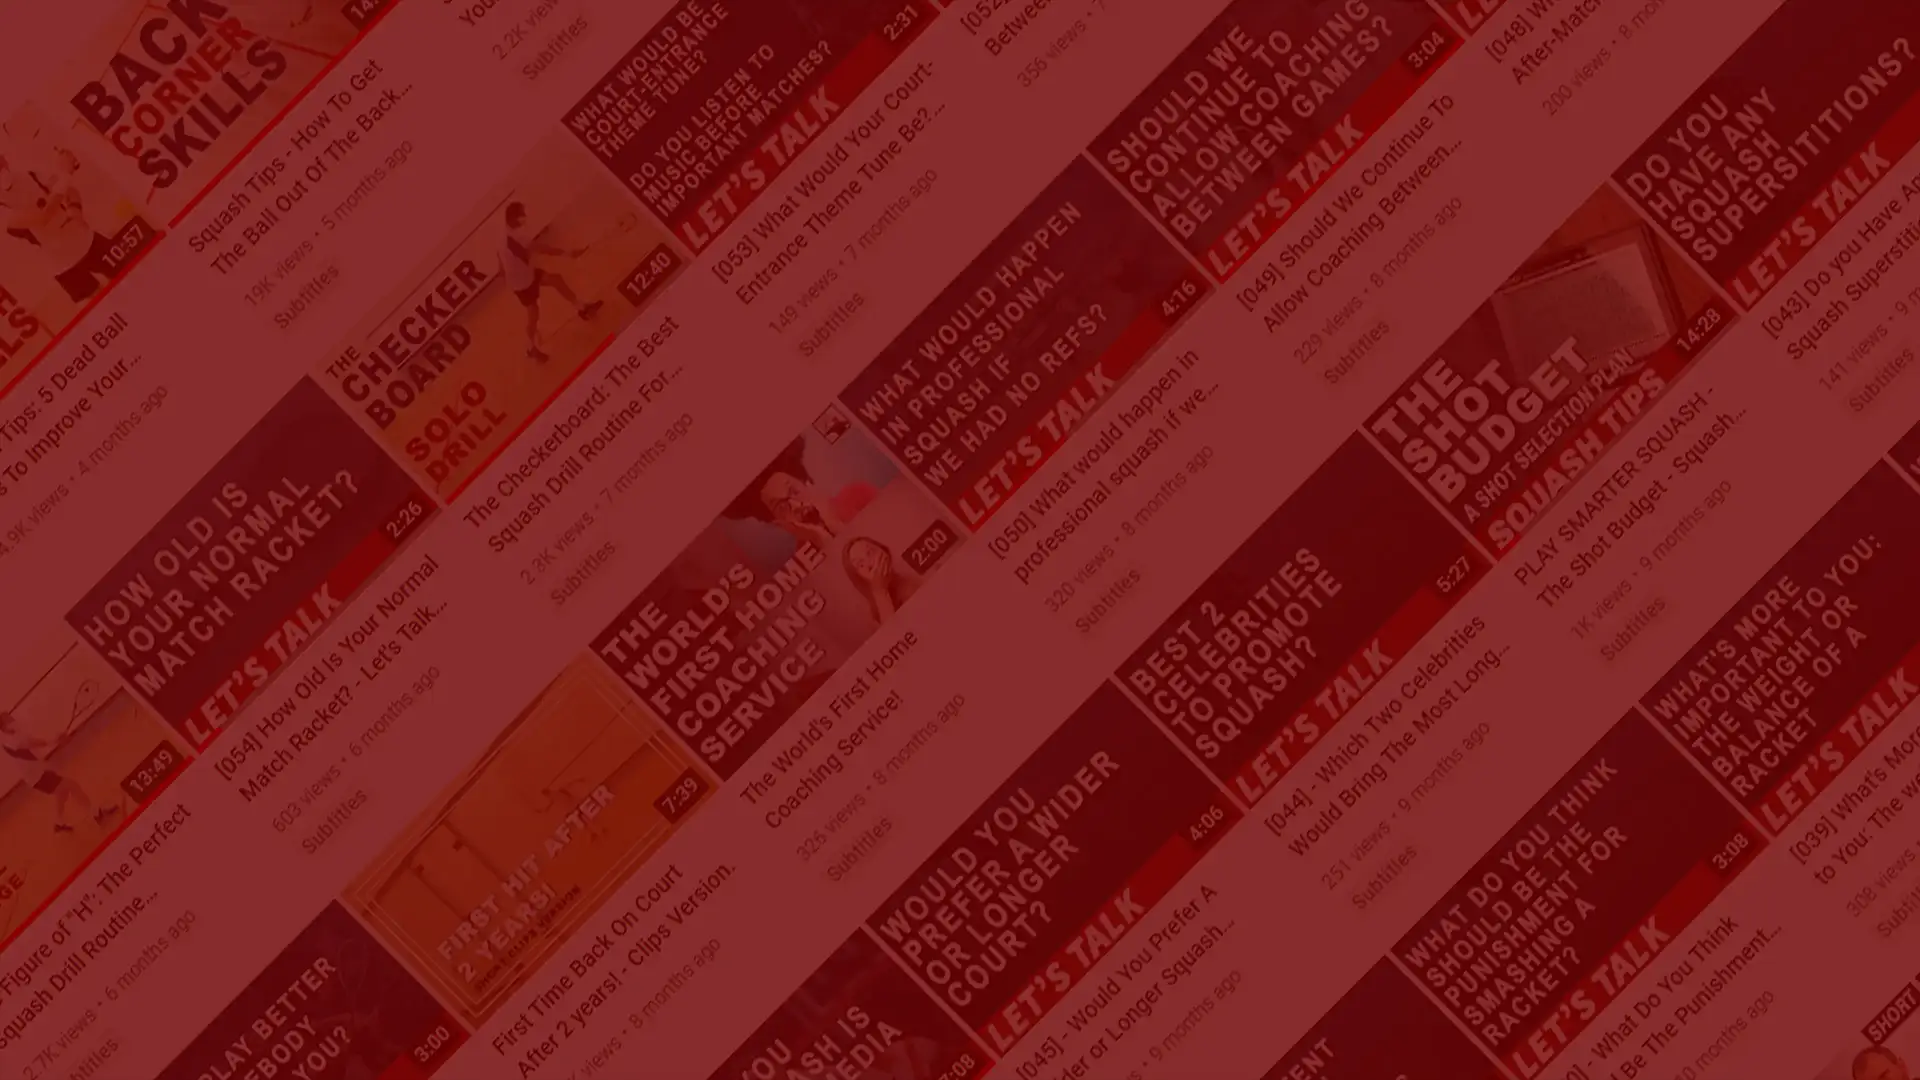 BACK
CORNER
SKILLS
Squash Tips - How To Get
The Ball Out Of The Back...
19K views • 5 months ago
Subtitles
10:57
Tips: 5 Dead Ball
To Improve Your...
4 months ago
2.2K views
Subtitles
WHAT WOULD BE
COURT-ENTRANCE
THEME TUNE?
DO YOU LISTEN TO
MUSIC BEFORE
IMPORTANT MATCHES?
LET'S TALK
2:31
[053] What Would Your Court-
Entrance Theme Tune Be?...
149 views • 7 months ago
Subtitles
THE
CHECKER
BOARD
SOLO
DRILL
12:40
The Checkerboard: The Best
Squash Drill Routine For...
2.3K views • 7 months ago
Subtitles
HOW OLD IS
YOUR NORMAL
MATCH RACKET?
LET'S TALK
2:26
[054] How Old Is Your Normal
Match Racket? - Let's Talk...
603 views • 6 months ago
Subtitles
13:49
Figure of "H": The Perfect
Squash Drill Routine...
2.7K views • 6 months ago
356 views
SHOULD WE
CONTINUE TO
ALLOW COACHING
BETWEEN GAMES?
LET'S TALK
3:04
[049] Should We Continue To
Allow Coaching Between...
229 views • 8 months ago
Subtitles
WHAT WOULD HAPPEN
IN PROFESSIONAL
SQUASH IF
WE HAD NO REFS?
LET'S TALK
4:16
[050] What would happen in
professional squash if we...
320 views • 8 months ago
Subtitles
THE
WORLD'S
FIRST HOME
COACHING
SERVICE
2:00
The World's First Home
Coaching Service!
326 views • 8 months ago
Subtitles
FIRST HIT AFTER
2 YEARS!
7:39
First Time Back On Court
After 2 years! - Clips Version.
views • 8 months ago
PLAY BETTER
YOU?
3:00
After-Match
200 views • 8 months ago
DO YOU
HAVE ANY
SQUASH
SUPERSTITIONS?
LET'S TALK
[043] Do you Have
Squash
141 views • 9
Subtitles
THE
SHOT
BUDGET
A SHOT SELECTION PLAN
SQUASH TIPS
14:28
PLAY SMARTER SQUASH -
The Shot Budget - Squash...
1K views • 9 months ago
Subtitles
BEST 2
CELEBRITIES
TO PROMOTE
SQUASH?
LET'S TALK
5:27
[044] - Which Two Celebrities
Would Bring The Most Long...
251 views • 9 months ago
Subtitles
WOULD YOU
PREFER A WIDER
OR LONGER
COURT?
LET'S TALK
4:06
[045] - Would You Prefer A
or Longer Squash...
9 months ago
WHAT'S MORE
IMPORTANT TO YOU:
THE WEIGHT OR
BALANCE OF A
RACKET
LET'S TALK
[039] What's More
to You: The
308 views
WHAT DO YOU THINK
SHOULD BE THE
PUNISHMENT FOR
SMASHING A
RACKET?
LET'S TALK
3:08
- What Do You Think
Be The Punishment...
months ago
SHORT